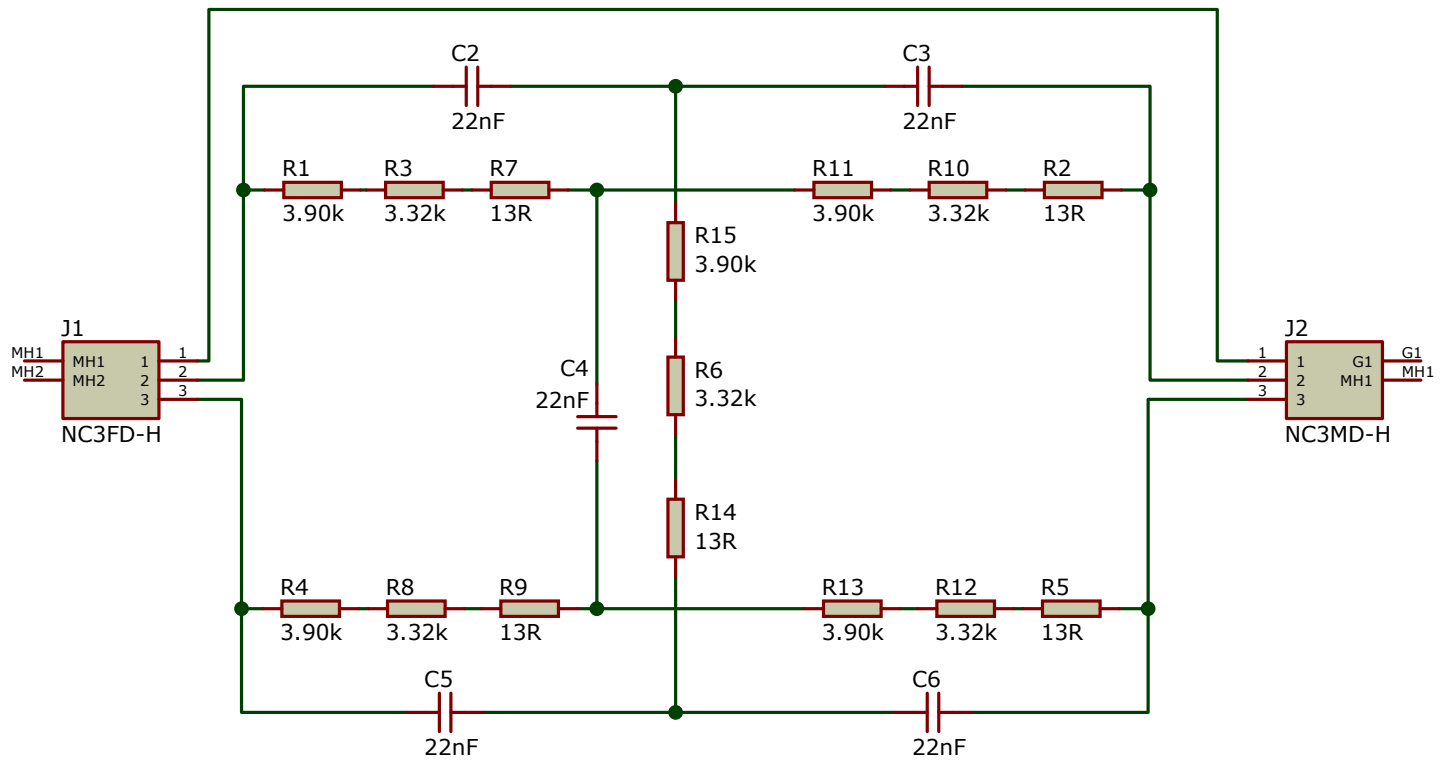 C2
22nF
C3
22nF
R1
3.90k
R3
3.32k
R7
13R
R11
3.90k
R10
3.32k
R2
13R
R15
3.90k
J1
MH1 MH1 1 1
MH2 MH2 2 2
3 3
NC3FD-H
C4
22nF
R6
3.32k
J2
1 1 G1 G1
2 2 MH1 MH1
3 3
NC3MD-H
R14
13R
R4
3.90k
R8
3.32k
R9
13R
R13
3.90k
R12
3.32k
R5
13R
C5
22nF
C6
22nF